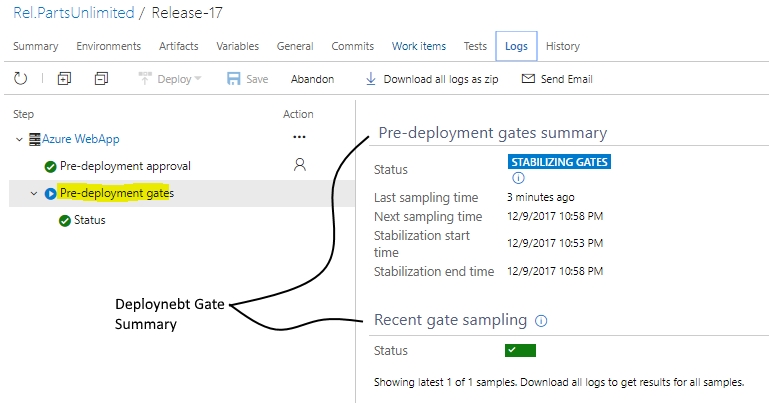 Rel.PartsUnlimited / Release-17
Summary Environments Artifacts Variables General Commits Work items Tests Logs History
Deploy Save Abandon Download all logs as zip Send Email
Step Action
Azure WebApp ...
Pre-deployment approval
Pre-deployment gates
Status
Deploynebt Gate
Summary
Pre-deployment gates summary
Status STABILIZING GATES
Last sampling time 3 minutes ago
Next sampling time 12/9/2017 10:58 PM
Stabilization start
time 12/9/2017 10:53 PM
Stabilization end time 12/9/2017 10:58 PM
Recent gate sampling
Status
Showing latest 1 of 1 samples. Download all logs to get results for all samples.